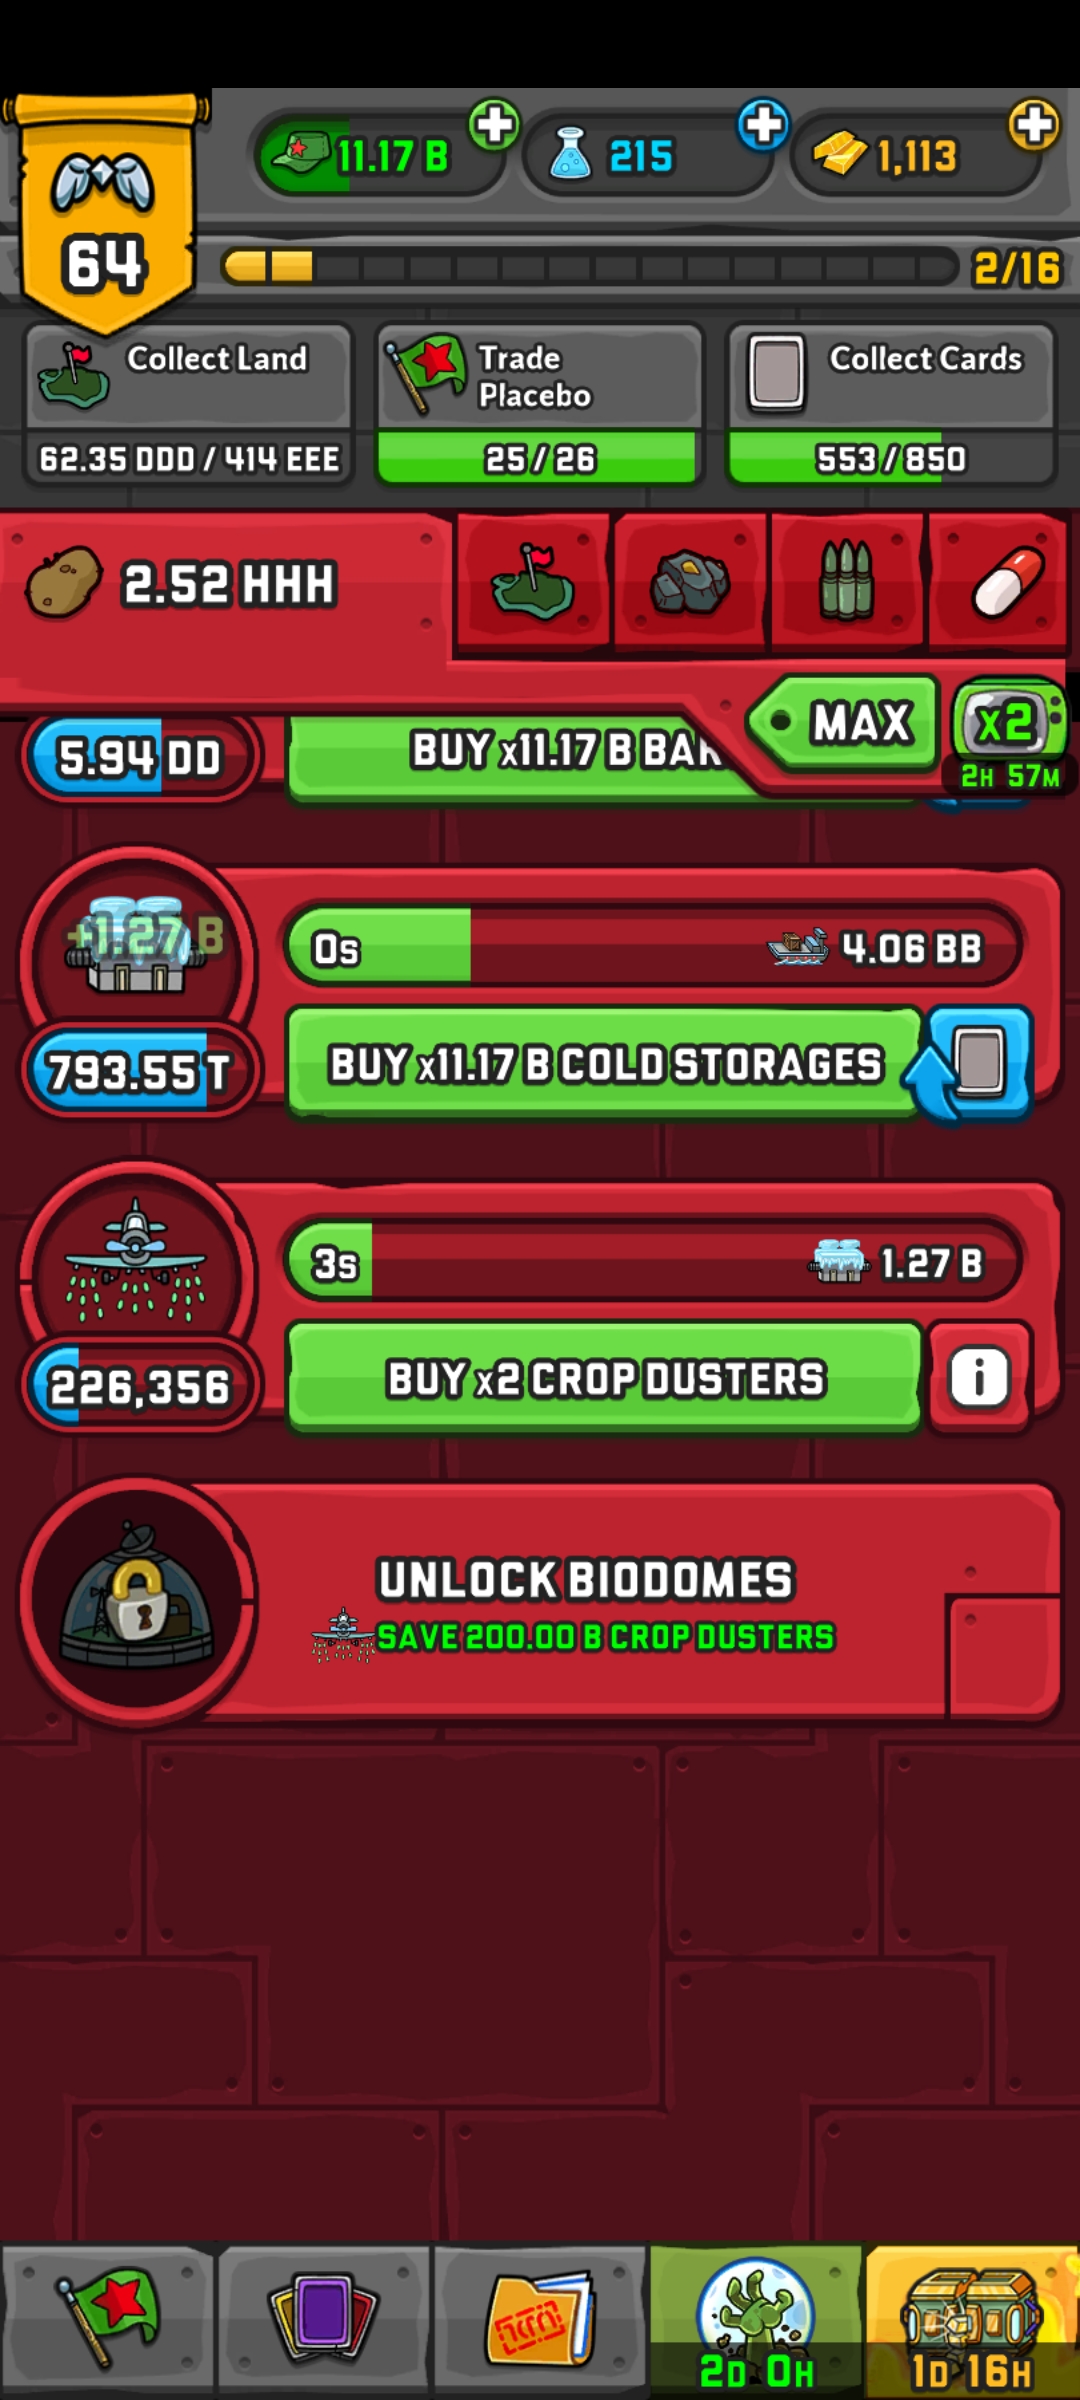 11.17 B
215
1,113
64
2/16
Collect Land
62.35 DDD / 414 EEE
Trade
Placebo
25 / 26
Collect Cards
553 / 850
2.52 HHH
MAX
x2
2H 57M
5.94 DD
BUY x11.17 B BAR
+1.27 B
0s
4.06 BB
793.55 T
BUY x11.17 B COLD STORAGES
3s
1.27 B
226,356
BUY x2 CROP DUSTERS
i
UNLOCK BIODOMES
SAVE 200.00 B CROP DUSTERS
2D 0H
1D 16H